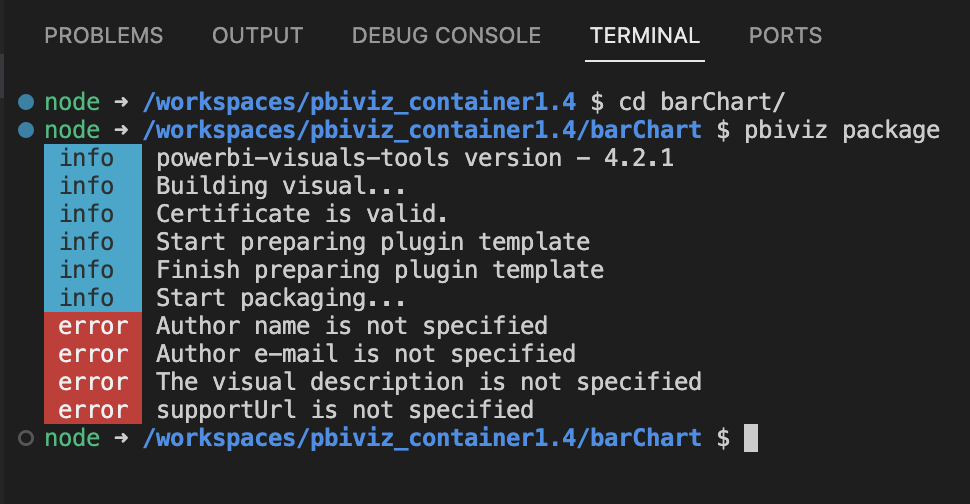 PROBLEMS OUTPUT DEBUG CONSOLE TERMINAL PORTS
node ➜ /workspaces/pbiviz_container1.4 $ cd barChart/
node ➜ /workspaces/pbiviz_container1.4/barChart $ pbiviz package
info powerbi-visuals-tools version - 4.2.1
info Building visual...
info Certificate is valid.
info Start preparing plugin template
info Finish preparing plugin template
info Start packaging...
error Author name is not specified
error Author e-mail is not specified
error The visual description is not specified
error supportUrl is not specified
node ➜ /workspaces/pbiviz_container1.4/barChart $